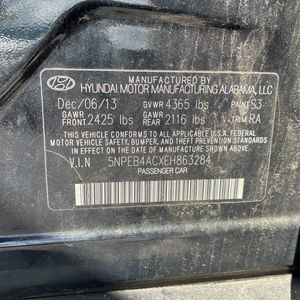 MANUFACTURED BY
HYUNDAI MOTOR MANUFACTURING ALABAMA, LLC
Dec/06/13 GVWR 4365 lbs PAINT S3
GAWR FRONT 2425 lbs GAWR REAR 2116 lbs TRIM RA
THIS VEHICLE CONFORMS TO ALL APPLICABLE U.S. FEDERAL
MOTOR VEHICLE SAFETY, BUMPER, AND THEFT PREVENTION
STANDARDS IN EFFECT ON THE DATE OF MANUFACTURE SHOWN ABOVE.
V.I.N 5NPEB4ACXEH863284
PASSENGER CAR